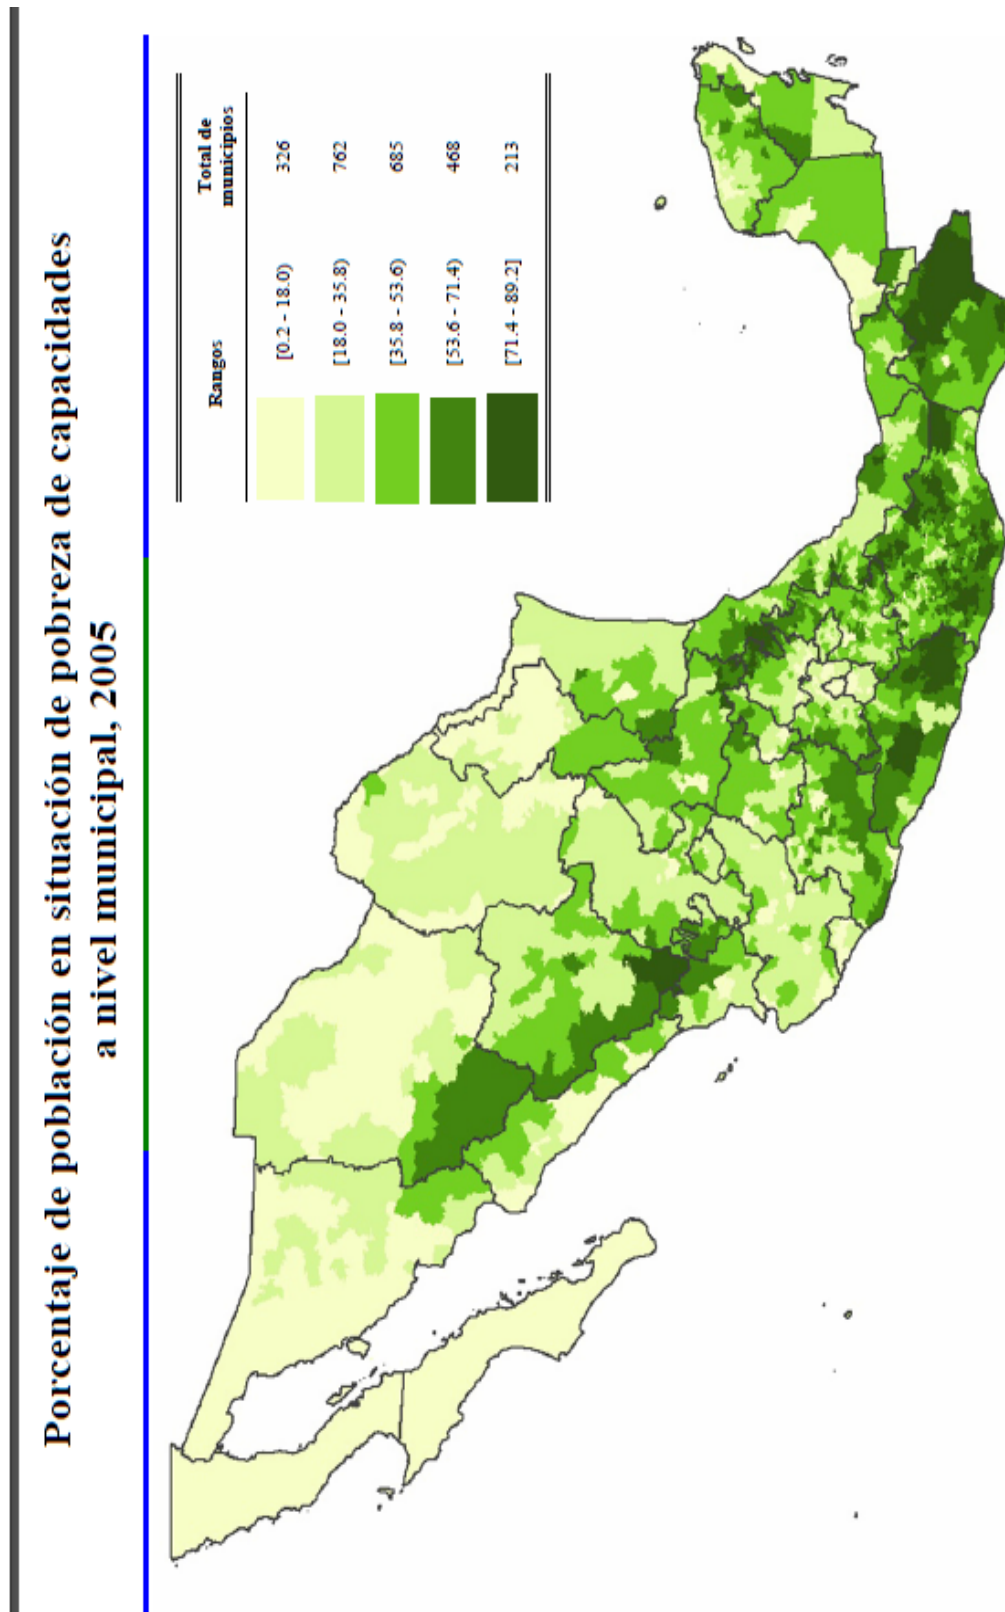 Porcentaje de población en situación de pobreza de capacidades
a nivel municipal, 2005
Rangos Total de
municipios
[0.2 - 18.0) 326
[18.0 - 35.8) 762
[35.8 - 53.6) 685
[53.6 - 71.4) 468
[71.4 - 89.2] 213